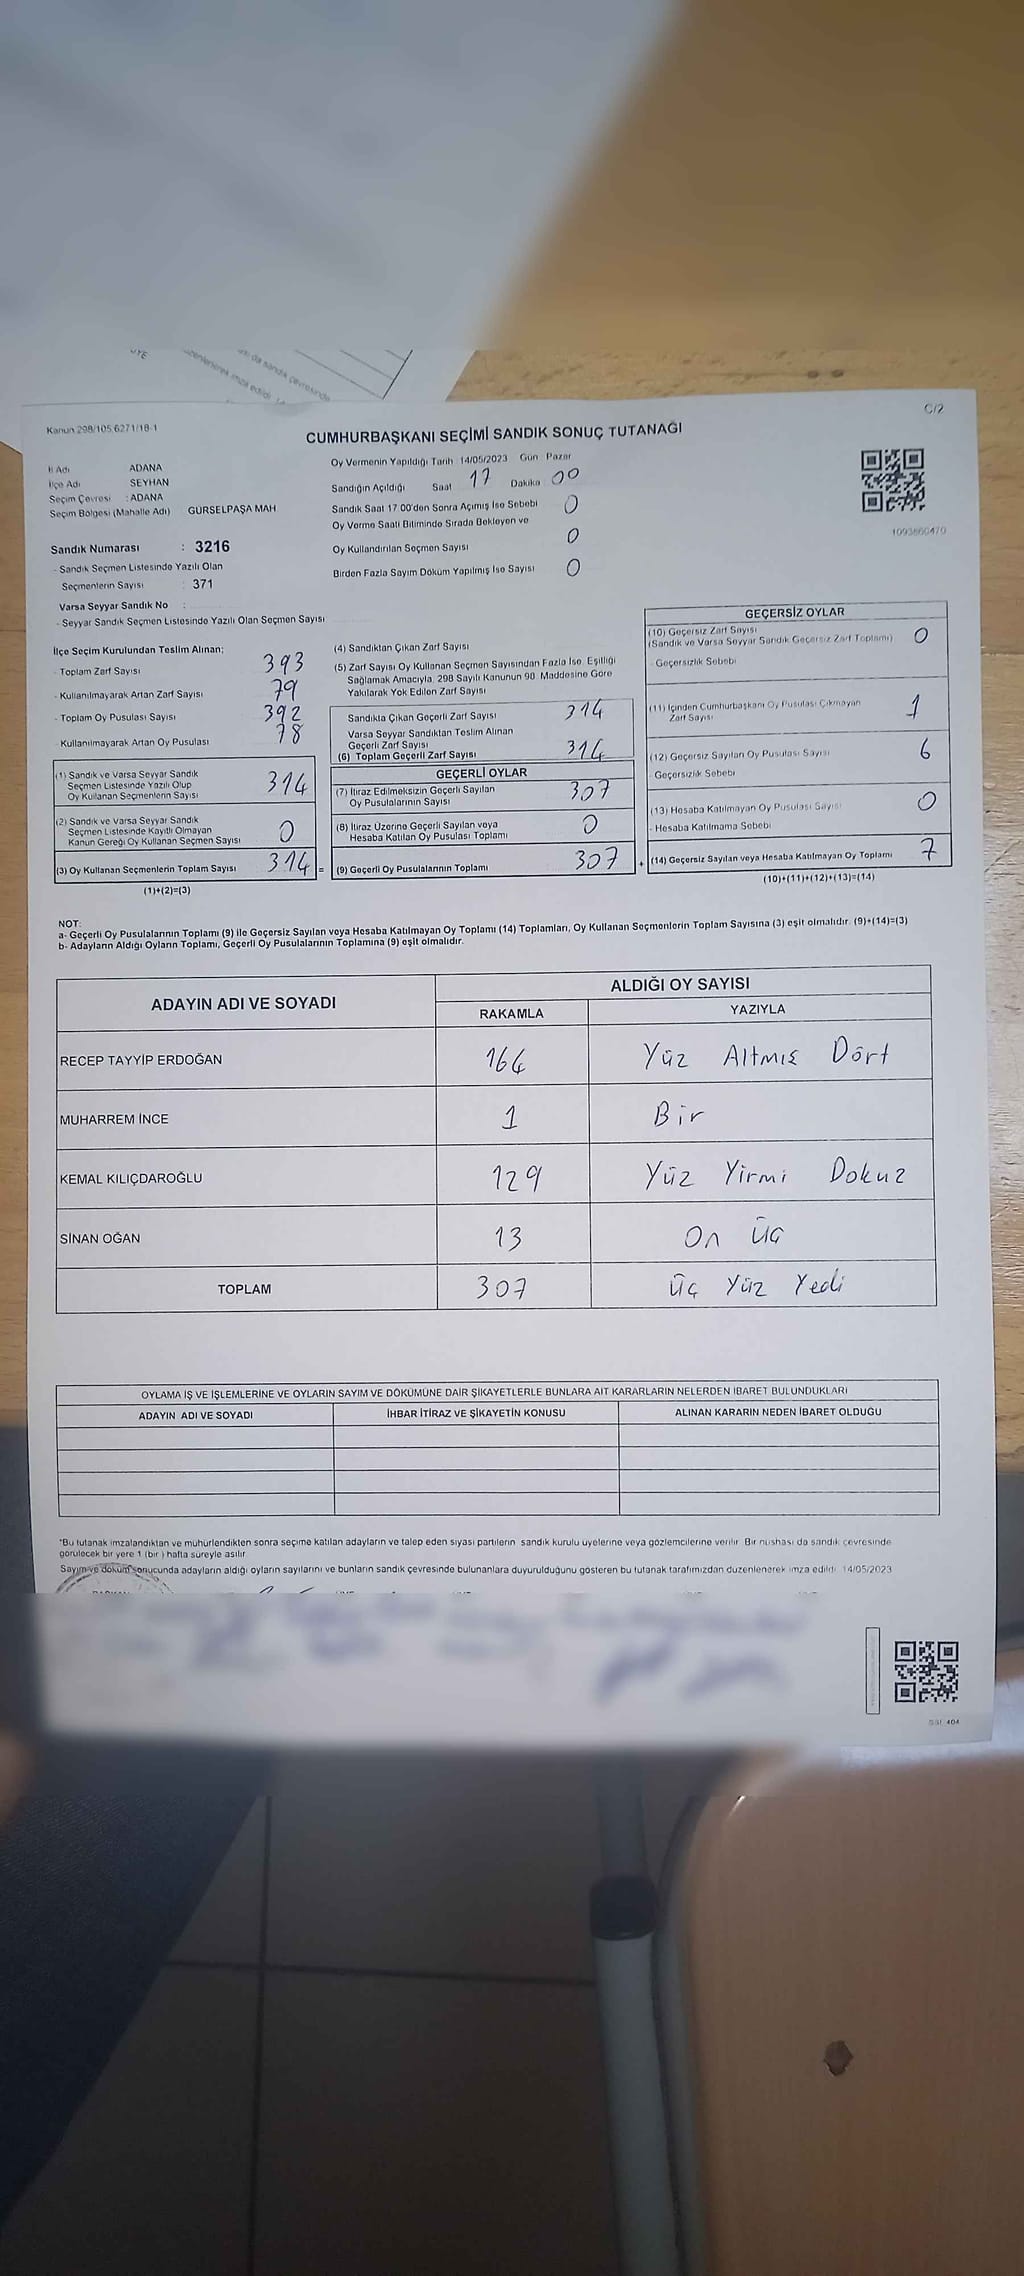 ÜYE
da sandık çevresinde
düzenlenerek imza edildi.
C/2
Kanun 298/105 6271/18-1
CUMHURBAŞKANI SEÇİMİ SANDIK SONUÇ TUTANAĞI
İl Adı ADANA
İlçe Adı SEYHAN
Seçim Çevresi : ADANA
Seçim Bölgesi (Mahalle Adı) GÜRSELPAŞA MAH.
Sandık Numarası : 3216
- Sandık Seçmen Listesinde Yazılı Olan
Seçmenlerin Sayısı 371
Varsa Seyyar Sandık No :
- Seyyar Sandık Seçmen Listesinde Yazılı Olan Seçmen Sayısı
Oy Vermenin Yapıldığı Tarih 14/05/2023 Gün Pazar
Sandığın Açıldığı Saat 17 Dakika 00
Sandık Saat 17 00'den Sonra Açımış İse Sebebi 0
Oy Verme Saati Bitiminde Sırada Bekleyen ve
Oy Kullandırılan Seçmen Sayısı 0
Birden Fazla Sayım Döküm Yapılmış İse Sayısı 0
1093860470
İlçe Seçim Kurulundan Teslim Alınan;
- Toplam Zarf Sayısı 393
- Kullanılmayarak Artan Zarf Sayısı 79
- Toplam Oy Pusulası Sayısı 392
- Kullanılmayarak Artan Oy Pusulası 78
(1) Sandık ve Varsa Seyyar Sandık
Seçmen Listesinde Yazılı Olup
Oy Kullanan Seçmenlerin Sayısı 314
(2) Sandık ve Varsa Seyyar Sandık
Seçmen Listesinde Kayıtlı Olmayan
Kanun Gereği Oy Kullanan Seçmen Sayısı 0
(3) Oy Kullanan Seçmenlerin Toplam Sayısı 314 =
(1)+(2)=(3)
(4) Sandıktan Çıkan Zarf Sayısı
(5) Zarf Sayısı Oy Kullanan Seçmen Sayısından Fazla İse, Eşitliği
Sağlamak Amacıyla, 298 Sayılı Kanunun 98. Maddesine Göre
Yakılarak Yok Edilen Zarf Sayısı
Sandıkta Çıkan Geçerli Zarf Sayısı 314
Varsa Seyyar Sandıktan Teslim Alınan
Geçerli Zarf Sayısı
(6) Toplam Geçerli Zarf Sayısı 314
GEÇERLİ OYLAR
(7) İtiraz Edilmeksizin Geçerli Sayılan
Oy Pusulalarının Sayısı 307
(8) İtiraz Üzerine Geçerli Sayılan veya
Hesaba Katılan Oy Pusulası Toplamı 0
(9) Geçerli Oy Pusulalarının Toplamı 307 +
GEÇERSİZ OYLAR
(10) Geçersiz Zarf Sayısı
(Sandık ve Varsa Seyyar Sandık Geçersiz Zarf Toplamı) 0
- Geçersizlik Sebebi
(11) İçinden Cumhurbaşkanı Oy Pusulası Çıkmayan
Zarf Sayısı 1
(12) Geçersiz Sayılan Oy Pusulası Sayısı 6
- Geçersizlik Sebebi
(13) Hesaba Katılmayan Oy Pusulası Sayısı 0
- Hesaba Katılmama Sebebi
(14) Geçersiz Sayılan veya Hesaba Katılmayan Oy Toplamı 7
(10)+(11)+(12)+(13)=(14)
NOT:
a- Geçerli Oy Pusulalarının Toplamı (9) ile Geçersiz Sayılan veya Hesaba Katılmayan Oy Toplamı (14) Toplamları, Oy Kullanan Seçmenlerin Toplam Sayısına (3) eşit olmalıdır. (9)+(14)=(3)
b- Adayların Aldığı Oyların Toplamı, Geçerli Oy Pusulalarının Toplamına (9) eşit olmalıdır.
ADAYIN ADI VE SOYADI ALDIĞI OY SAYISI
RAKAMLA YAZIYLA
RECEP TAYYİP ERDOĞAN 164 Yüz Altmış Dört
MUHARREM İNCE 1 Bir
KEMAL KILIÇDAROĞLU 129 Yüz Yirmi Dokuz
SİNAN OĞAN 13 On Üç
TOPLAM 307 Üç Yüz Yedi
OYLAMA İŞ VE İŞLEMLERİNE VE OYLARIN SAYIM VE DÖKÜMÜNE DAİR ŞİKAYETLERLE BUNLARA AİT KARARLARIN NELERDEN İBARET BULUNDUKLARI
ADAYIN ADI VE SOYADI İHBAR İTİRAZ VE ŞİKAYETİN KONUSU ALINAN KARARIN NEDEN İBARET OLDUĞU
*Bu tutanak imzalandıktan ve mühürlendikten sonra seçime katılan adayların ve talep eden siyasi partilerin sandık kurulu üyelerine veya gözlemcilerine verilir. Bir nüshası da sandık çevresinde
görülecek bir yere 1 (bir) hafta süreyle asılır
Sayım ve döküm sonucunda adayların aldığı oyların sayılarını ve bunların sandık çevresinde bulunanlara duyurulduğunu gösteren bu tutanak tarafımızdan düzenlenerek imza edildi. 14/05/2023
404